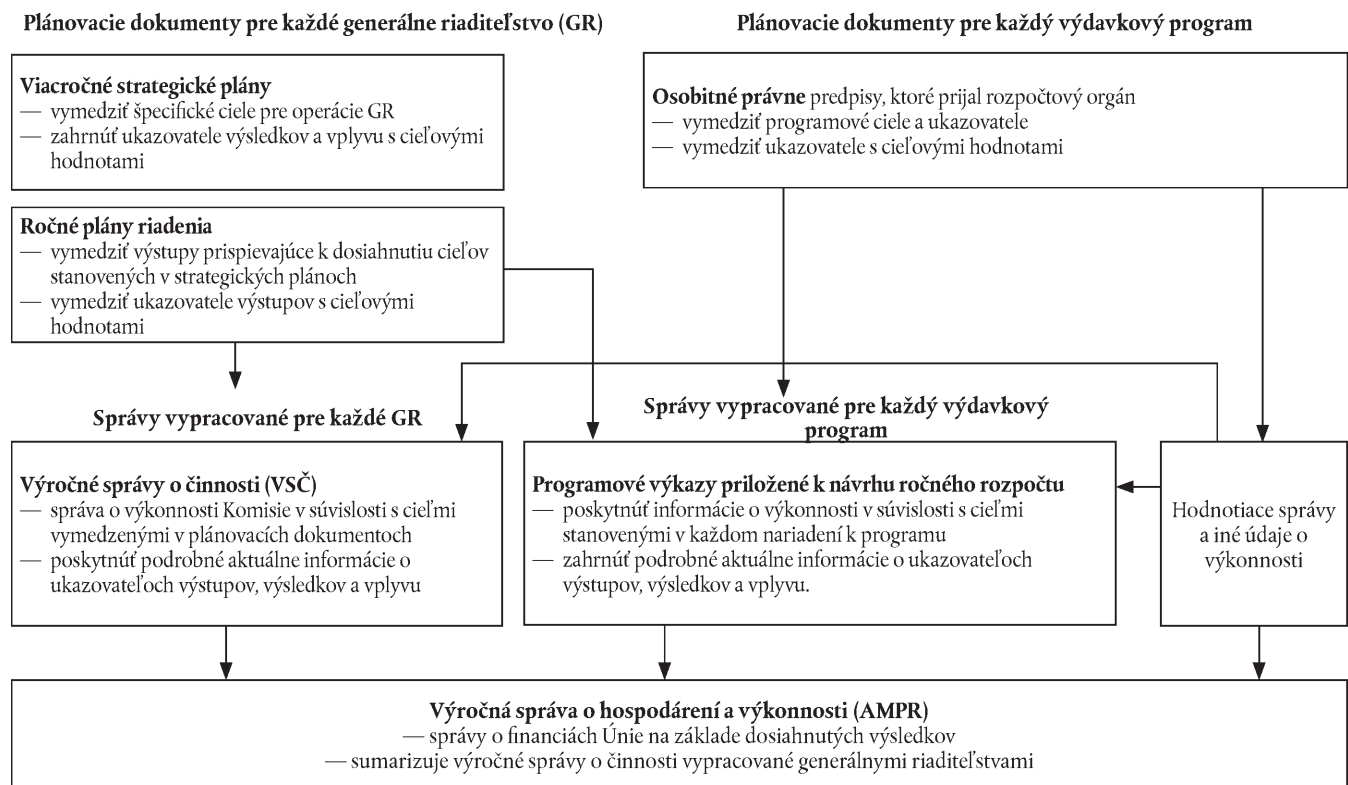 Plánovacie dokumenty pre každé generálne riaditeľstvo (GR)
Viacročné strategické plány
— vymedziť špecifické ciele pre operácie GR
— zahrnúť ukazovatele výsledkov a vplyvu s cieľovými
hodnotami
Ročné plány riadenia
— vymedziť výstupy prispievajúce k dosiahnutiu cieľov
stanovených v strategických plánoch
— vymedziť ukazovatele výstupov s cieľovými
hodnotami
Plánovacie dokumenty pre každý výdavkový program
Osobitné právne predpisy, ktoré prijal rozpočtový orgán
— vymedziť programové ciele a ukazovatele
— vymedziť ukazovatele s cieľovými hodnotami
Správy vypracované pre každé GR
Výročné správy o činnosti (VSČ)
— správa o výkonnosti Komisie v súvislosti s cieľmi
vymedzenými v plánovacích dokumentoch
— poskytnúť podrobné aktuálne informácie o
ukazovateľoch výstupov, výsledkov a vplyvu
Správy vypracované pre každý výdavkový
program
Programové výkazy priložené k návrhu ročného rozpočtu
— poskytnúť informácie o výkonnosti v súvislosti s cieľmi
stanovenými v každom nariadení k programu
— zahrnúť podrobné aktuálne informácie o ukazovateľoch
výstupov, výsledkov a vplyvu.
Hodnotiace správy
a iné údaje o
výkonnosti
Výročná správa o hospodárení a výkonnosti (AMPR)
— správy o financiách Únie na základe dosiahnutých výsledkov
— sumarizuje výročné správy o činnosti vypracované generálnymi riaditeľstvami